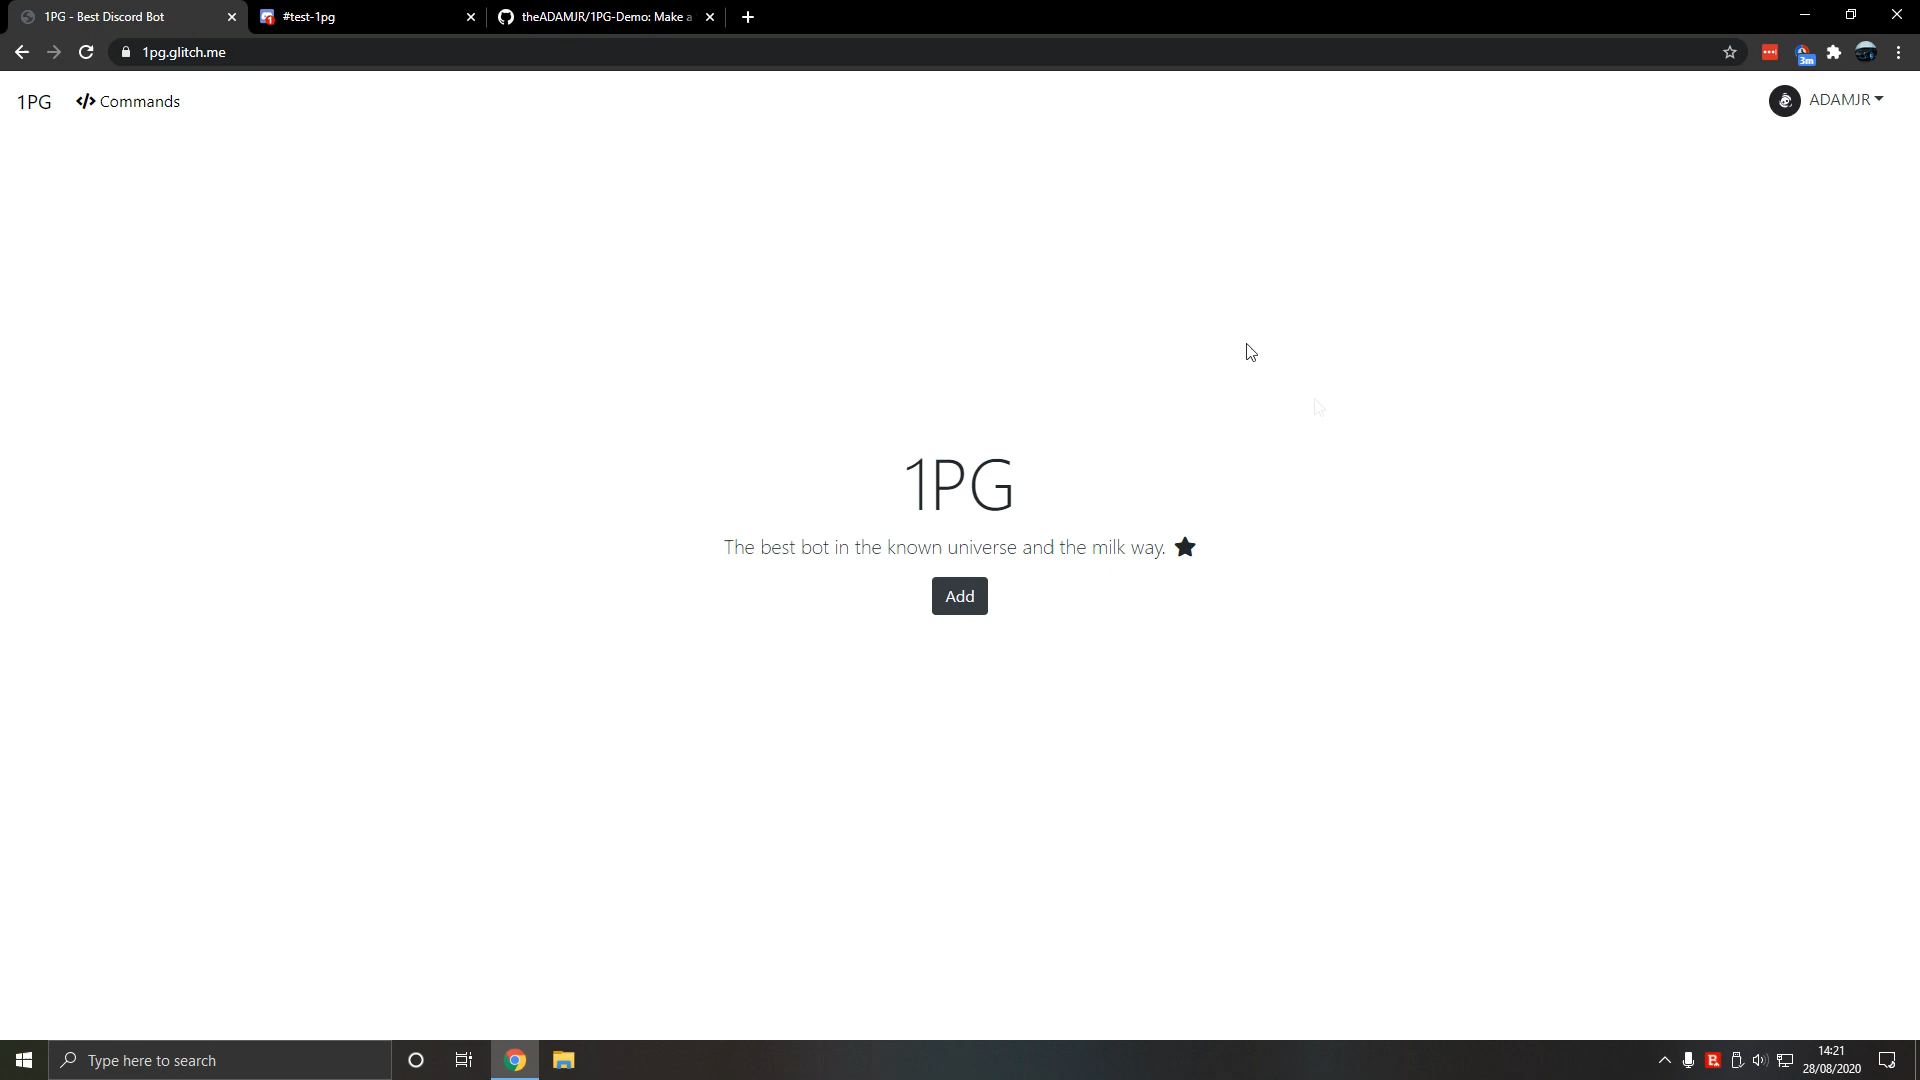 1PG - Best Discord Bot
#test-1pg
theADAMJR/1PG-Demo: Make a
1pg.glitch.me
3m
1PG
</> Commands
ADAMJR
1PG
The best bot in the known universe and the milk way.
Add
Type here to search
14:21
28/08/2020